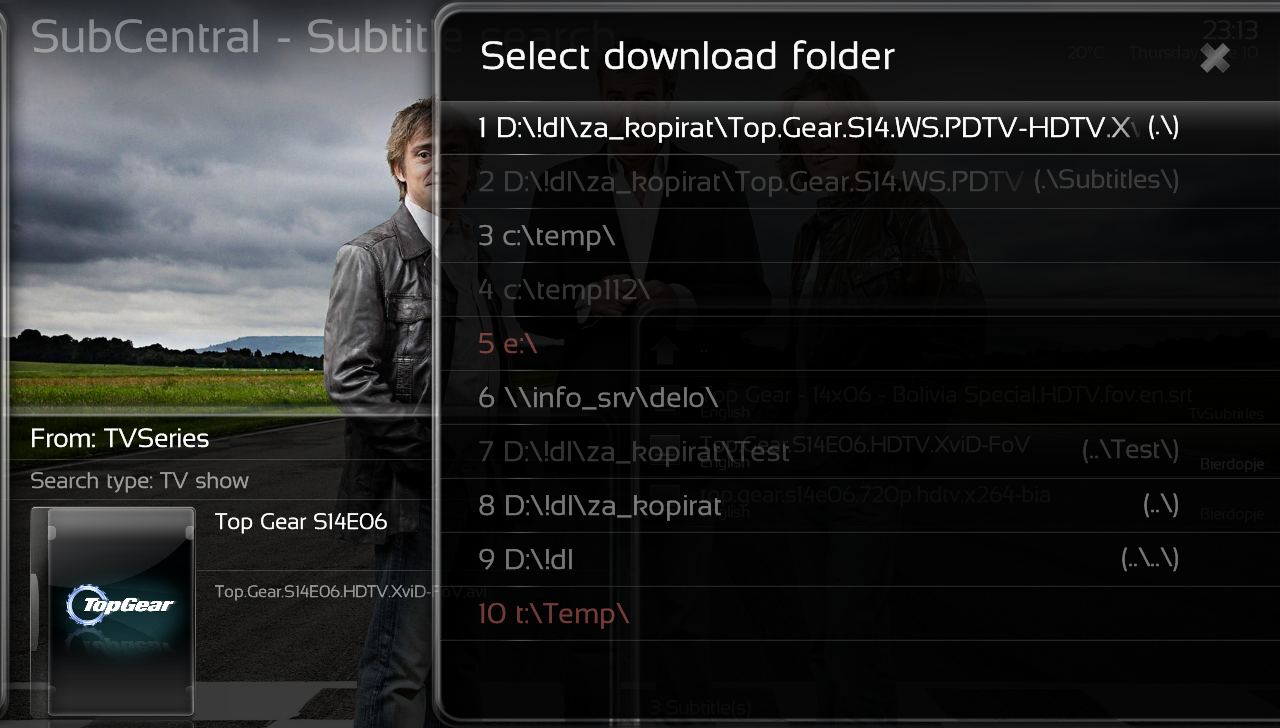 SubCentral - Subtitle search
23:13
20°C Thursday
Select download folder
1 D:\!dl\za_kopirat\Top.Gear.S14.WS.PDTV-HDTV.Xv (.\)
2 D:\!dl\za_kopirat\Top.Gear.S14.WS.PDTV (.\Subtitles\)
3 c:\temp\
4 c:\temp112\
5 e:\
6 \\info_srv\delo\
7 D:\!dl\za_kopirat\Test (..\Test\)
8 D:\!dl\za_kopirat (..\)
9 D:\!dl (..\..\)
10 t:\Temp\
Top Gear - 14x06 - Bolivia Special.HDTV.fov.en.srt
English TvSubtitles
Top.Gear.S14E06.HDTV.XviD-FoV
English Bierdopje
top.gear.s14e06.720p.hdtv.x264-bia
English Bierdopje
3 Subtitle(s)
From: TVSeries
Search type: TV show
Top Gear S14E06
Top.Gear.S14E06.HDTV.XviD-FoV.avi
TopGear